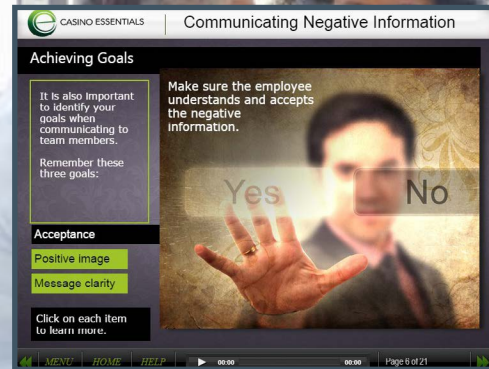 CASINO ESSENTIALS
Communicating Negative Information
Achieving Goals
It is also important
to identify your
goals when
communicating to
team members.
Remember these
three goals:
Make sure the employee
understands and accepts
the negative
information.
Yes
No
Acceptance
Positive image
Message clarity
Click on each item
to learn more.
MENU HOME HELP 00:00 00:00 Page 6 of 21